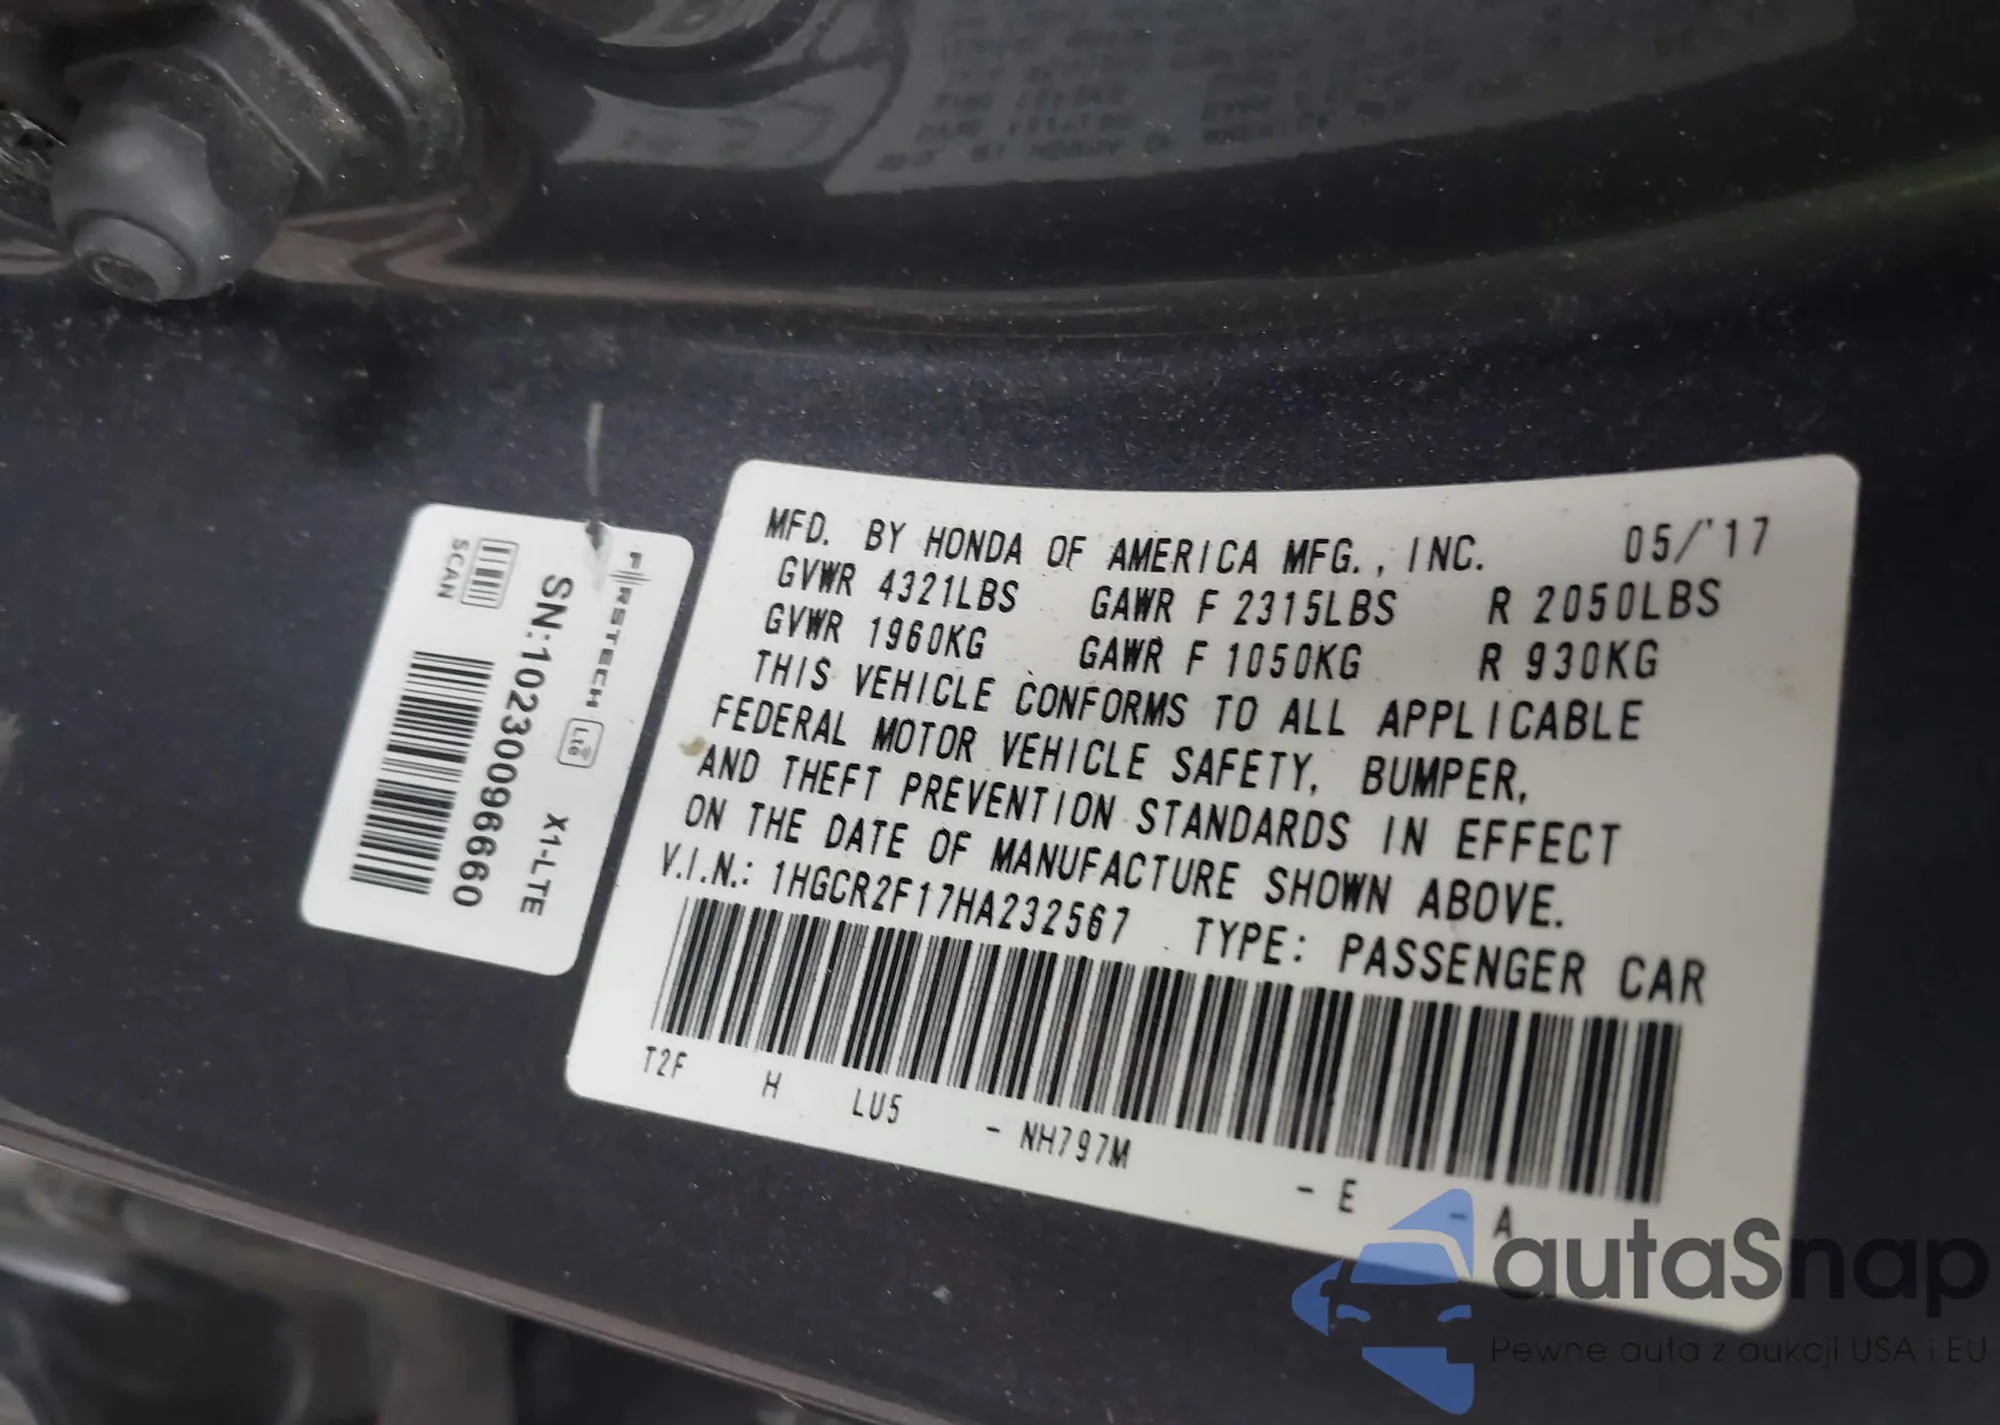 MFD. BY HONDA OF AMERICA MFG., INC. 05/'17
GVWR 4321LBS GAWR F 2315LBS R 2050LBS
GVWR 1960KG GAWR F 1050KG R 930KG
THIS VEHICLE CONFORMS TO ALL APPLICABLE
FEDERAL MOTOR VEHICLE SAFETY, BUMPER,
AND THEFT PREVENTION STANDARDS IN EFFECT
ON THE DATE OF MANUFACTURE SHOWN ABOVE.
V.I.N.: 1HGCR2F17HA232567 TYPE: PASSENGER CAR
T2F H LU5 - NH797M - E - A
FIRSTECH LTE X1-LTE
SN:102300096660
SCAN
autaSnap
Pewne auta z aukcji USA i EU